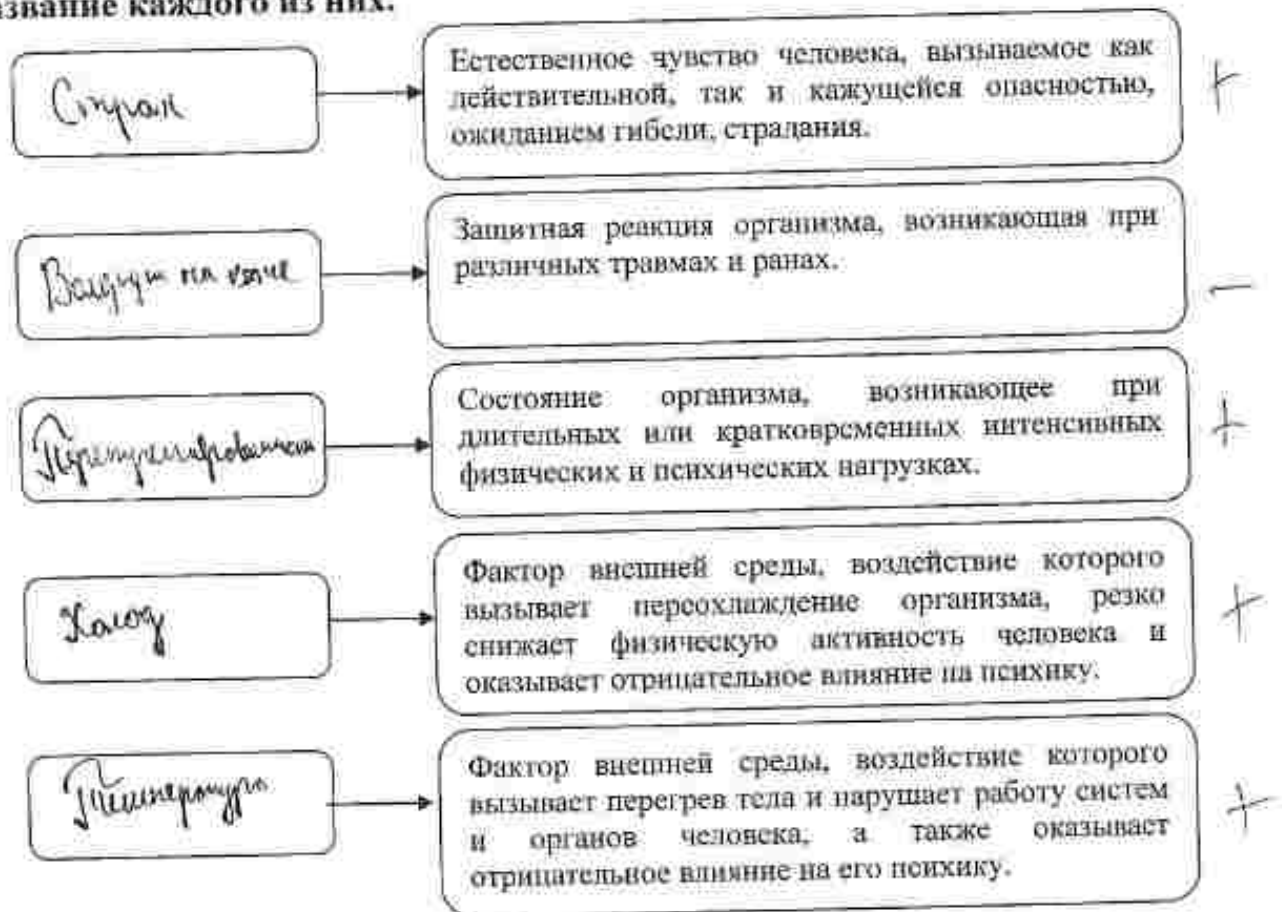 азвание каждого из них.
Страх
Естественное чувство человека, вызываемое как
действительной, так и кажущейся опасностью,
ожиданием гибели, страдания.
+
Защитная реакция организма, возникающая при
различных травмах и ранах.
-
Состояние организма, возникающее при
длительных или кратковременных интенсивных
физических и психических нагрузках.
+
Холод
Фактор внешней среды, воздействие которого
вызывает переохлаждение организма, резко
снижает физическую активность человека и
оказывает отрицательное влияние на психику.
+
Температура
Фактор внешней среды, воздействие которого
вызывает перегрев тела и нарушает работу систем
и органов человека, а также оказывает
отрицательное влияние на его психику.
+